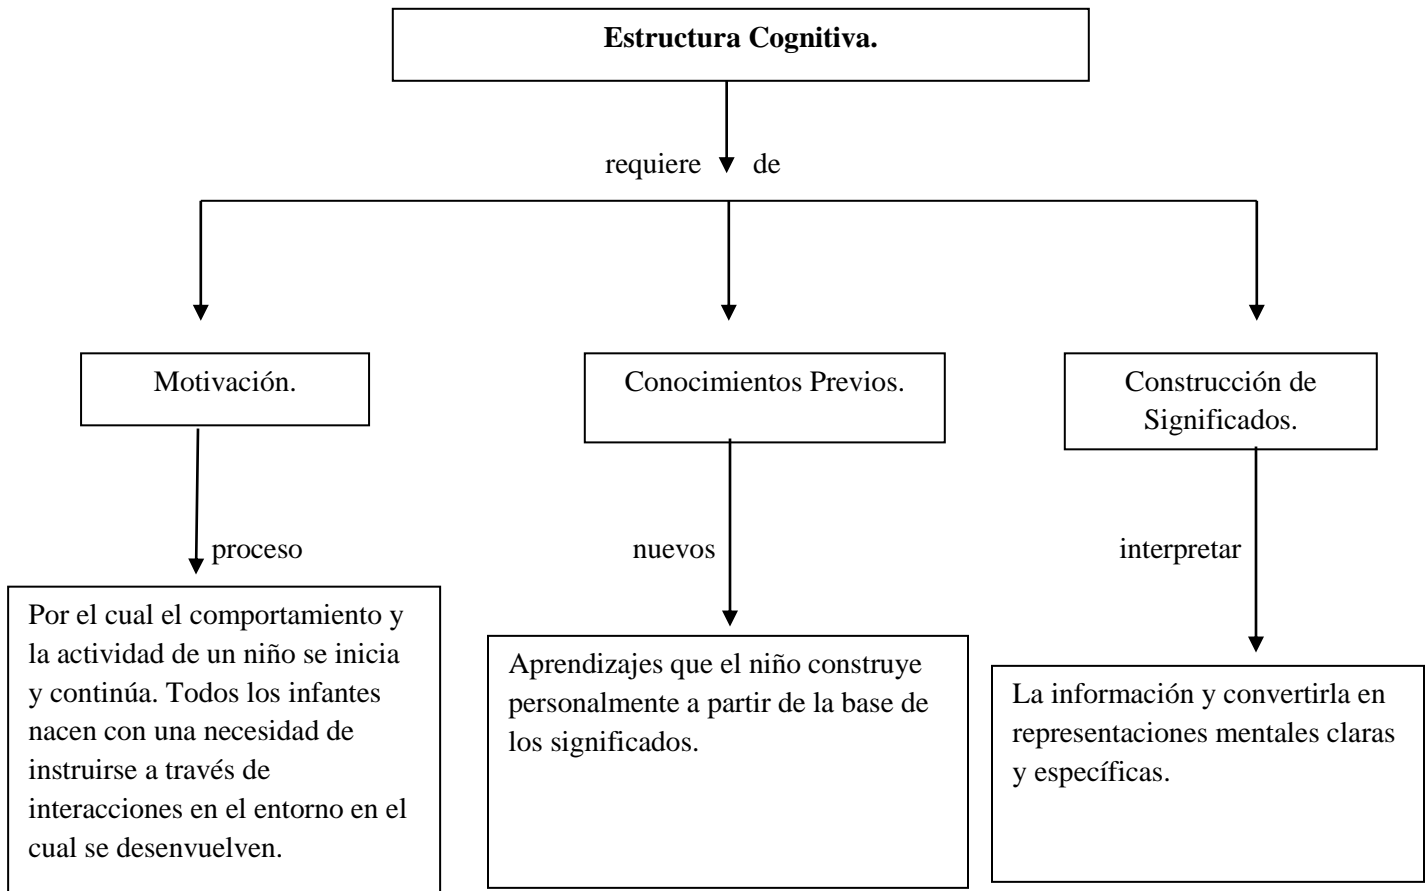 Estructura Cognitiva.
requiere de
Motivación.
Conocimientos Previos.
Construcción de
Significados.
proceso
nuevos
interpretar
Por el cual el comportamiento y
la actividad de un niño se inicia
y continúa. Todos los infantes
nacen con una necesidad de
instruirse a través de
interacciones en el entorno en el
cual se desenvuelven.
Aprendizajes que el niño construye
personalmente a partir de la base de
los significados.
La información y convertirla en
representaciones mentales claras
y específicas.